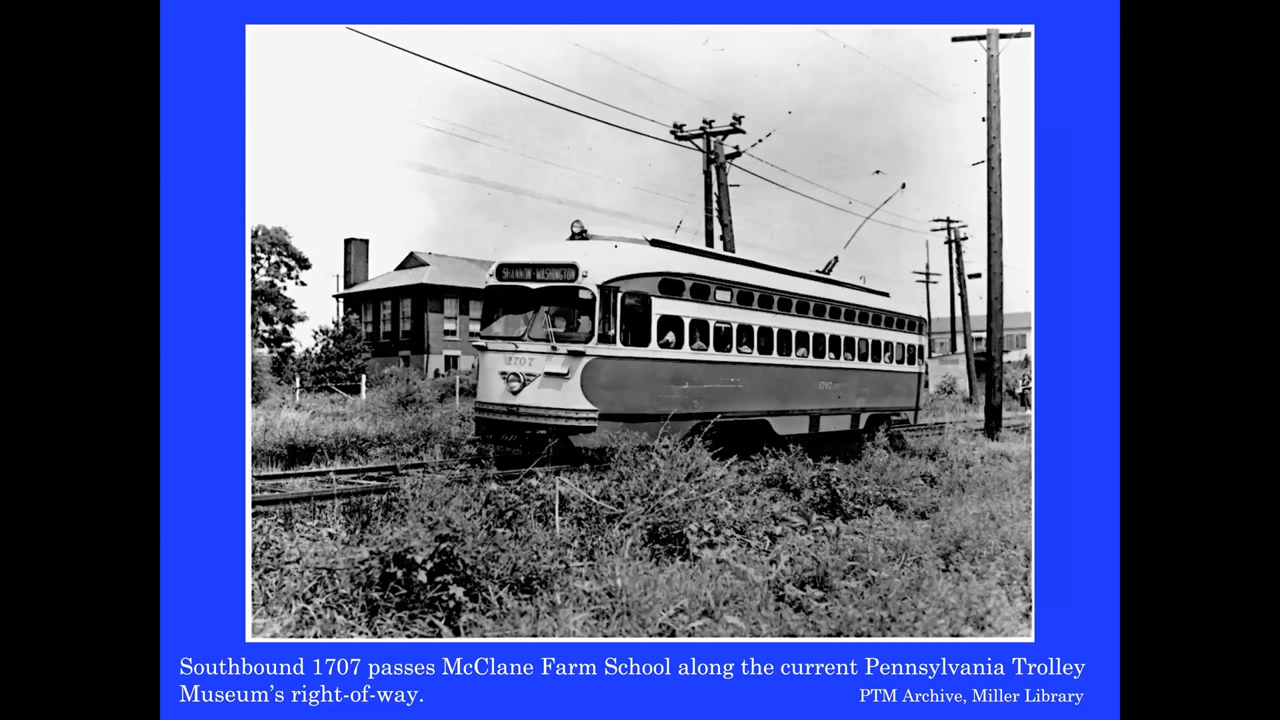 SHANNON-WASHINGTON
1707
1707
Southbound 1707 passes McClane Farm School along the current Pennsylvania Trolley
Museum's right-of-way.
PTM Archive, Miller Library